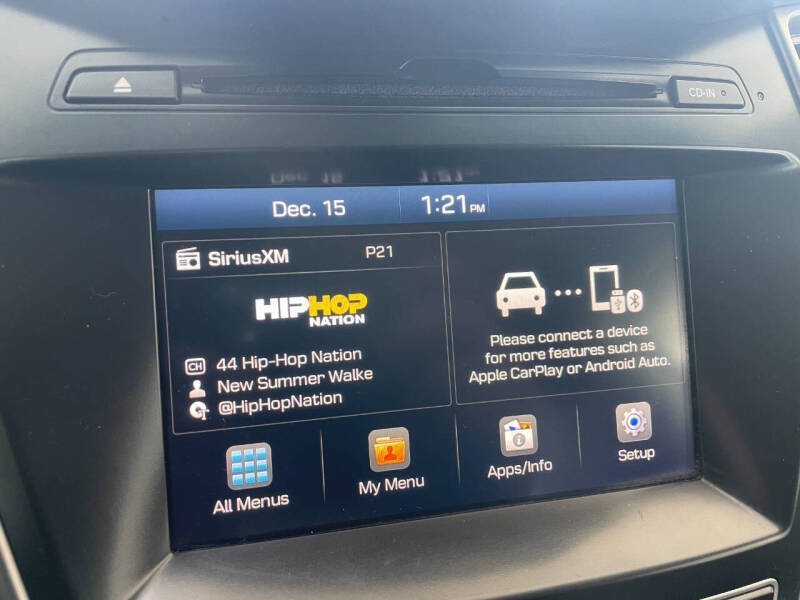 CD-IN
Dec. 15 1:21 PM
SiriusXM P21
HIPHOP
NATION
CH 44 Hip-Hop Nation
New Summer Walke
@HipHopNation
Please connect a device
for more features such as
Apple CarPlay or Android Auto.
All Menus
My Menu
Apps/Info
Setup